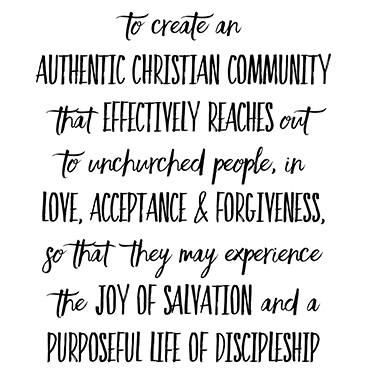 to create an
AUTHENTIC CHRISTIAN COMMUNITY
that EFFECTIVELY REACHES out
to unchurched people, in
LOVE, ACCEPTANCE & FORGIVENESS,
so that they may experience
the JOY OF SALVATION and a
PURPOSEFUL LIFE OF DISCIPLESHIP